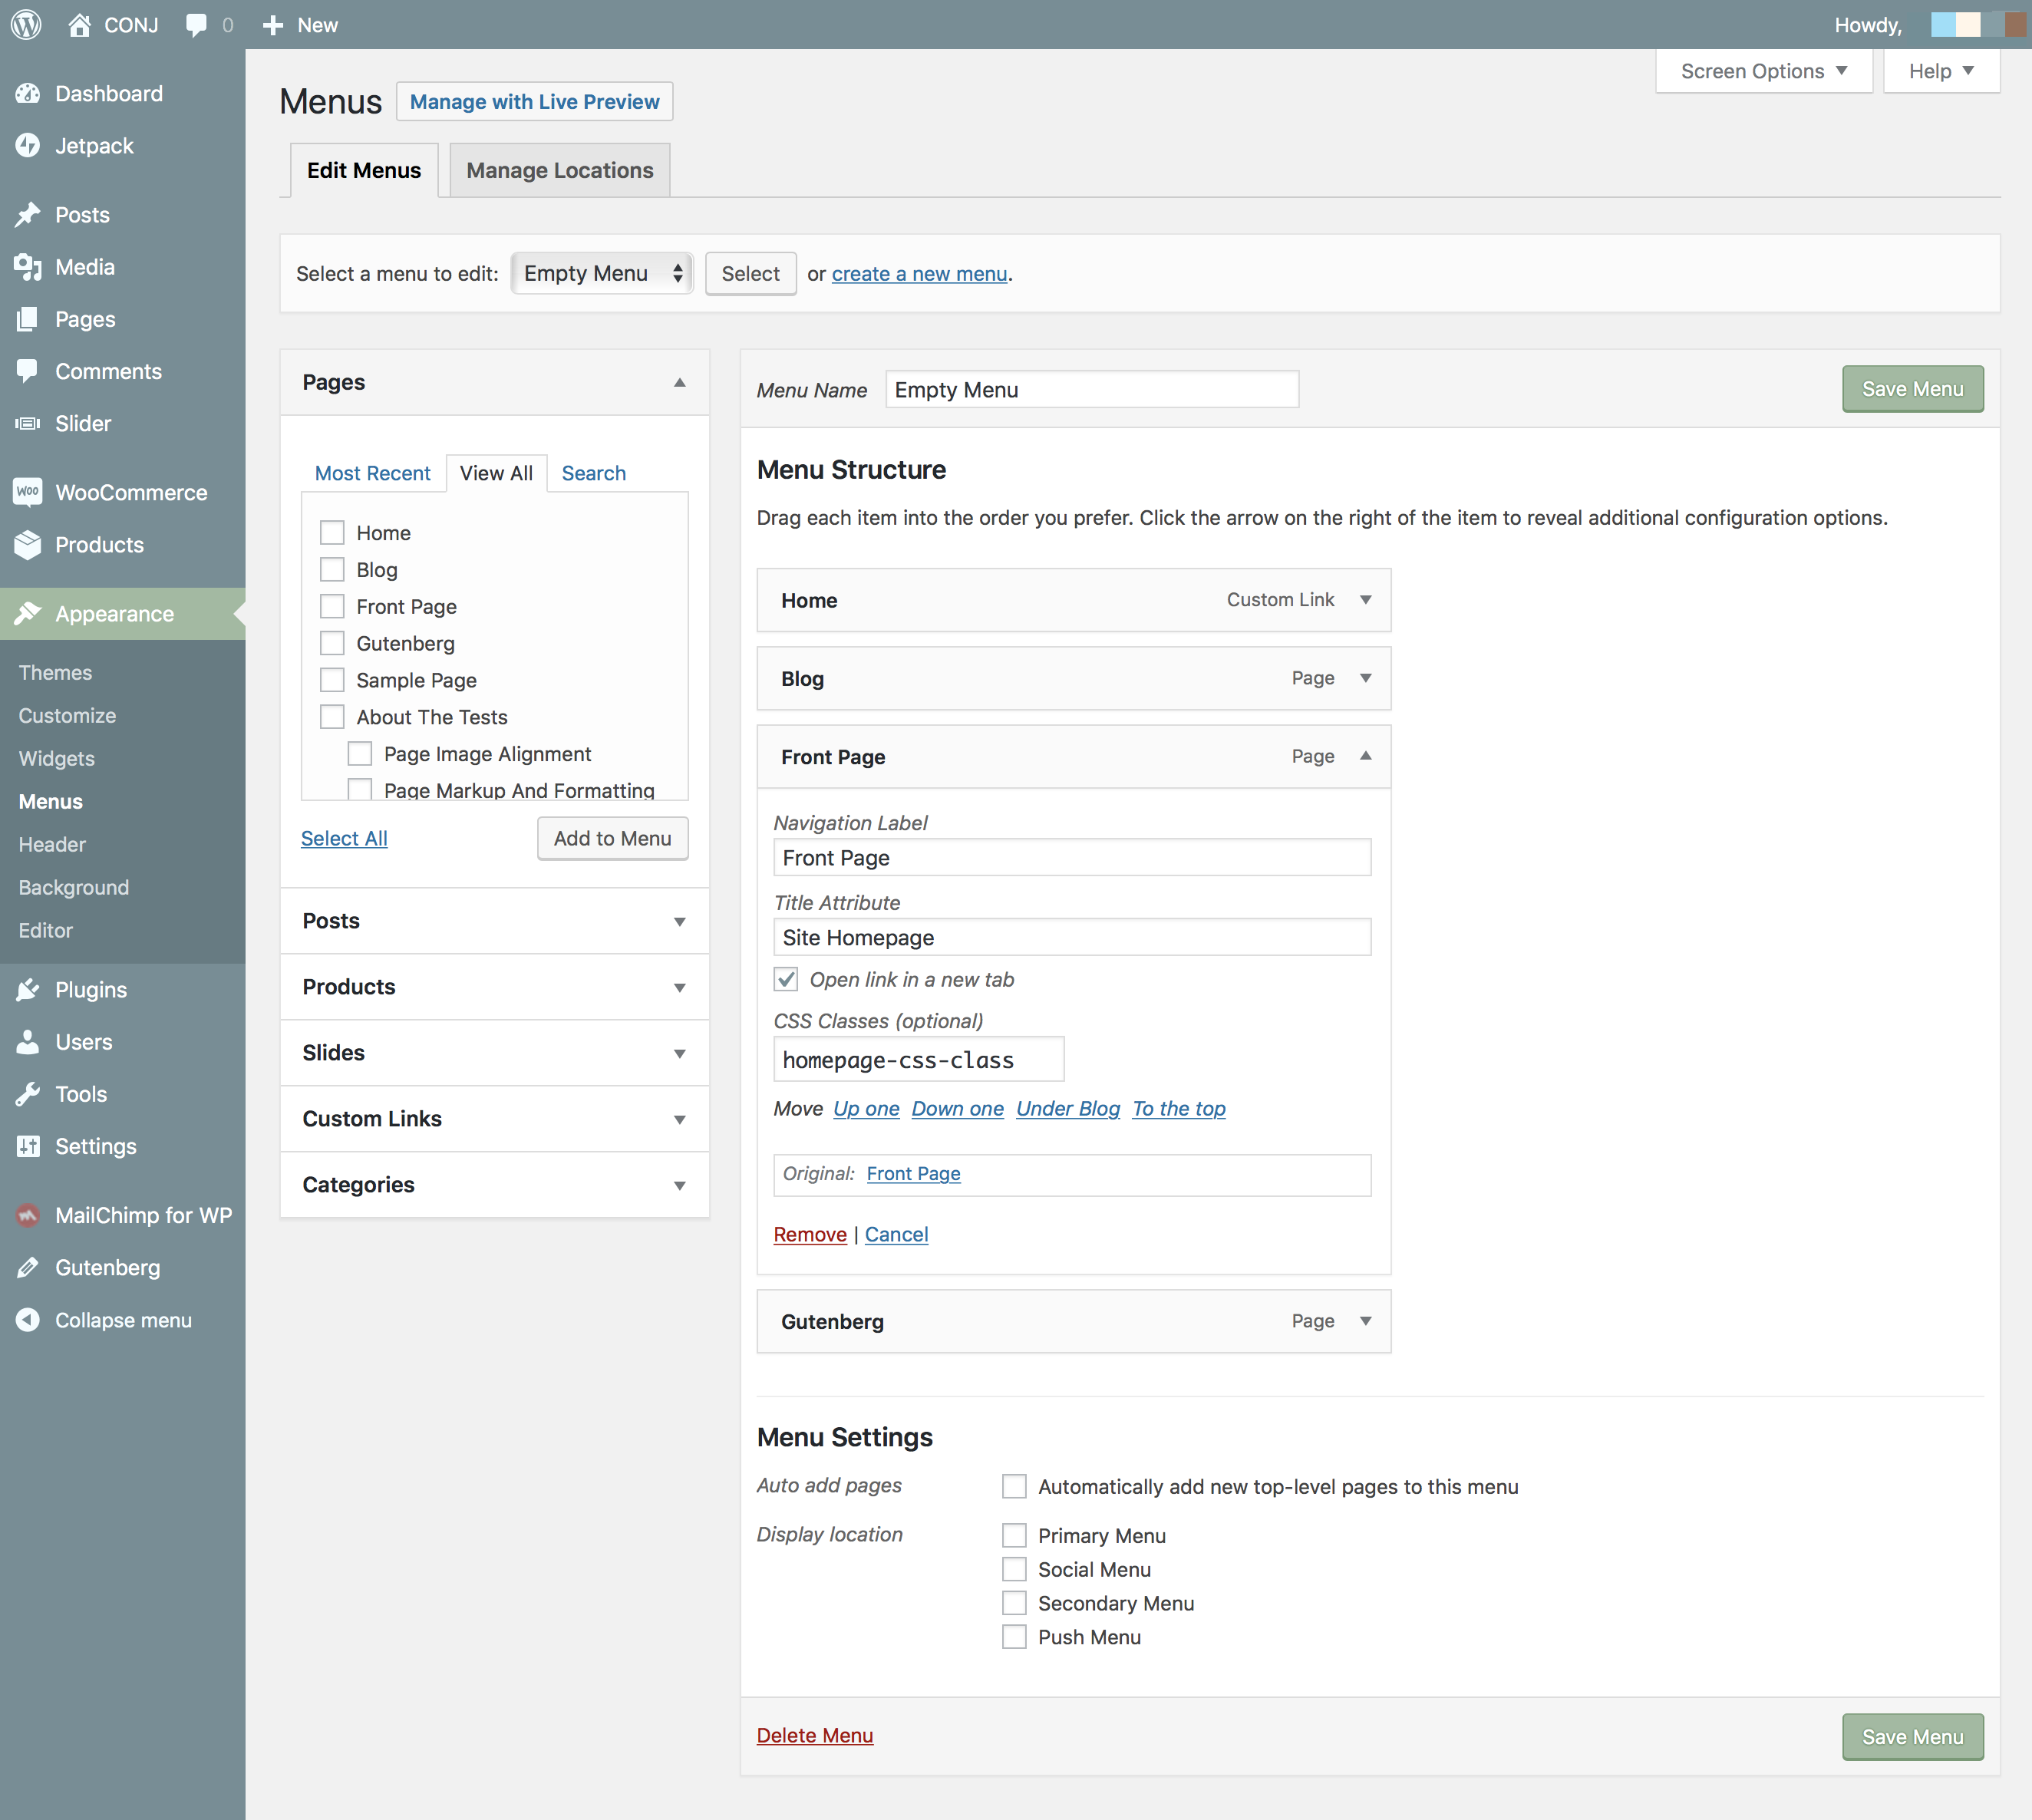 CONJ 0 New Howdy,
Dashboard
Jetpack
Posts
Media
Pages
Comments
Slider
WOO WooCommerce
Products
Appearance
Themes
Customize
Widgets
Menus
Header
Background
Editor
Plugins
Users
Tools
Settings
MailChimp for WP
Gutenberg
Collapse menu
Screen Options Help
Menus Manage with Live Preview
Edit Menus Manage Locations
Select a menu to edit: Empty Menu Select or create a new menu.
Pages
Most Recent View All Search
Home
Blog
Front Page
Gutenberg
Sample Page
About The Tests
Page Image Alignment
Page Markup And Formatting
Select All Add to Menu
Posts
Products
Slides
Custom Links
Categories
Menu Name Empty Menu Save Menu
Menu Structure
Drag each item into the order you prefer. Click the arrow on the right of the item to reveal additional configuration options.
Home Custom Link
Blog Page
Front Page Page
Navigation Label
Front Page
Title Attribute
Site Homepage
Open link in a new tab
CSS Classes (optional)
homepage-css-class
Move Up one Down one Under Blog To the top
Original: Front Page
Remove | Cancel
Gutenberg Page
Menu Settings
Auto add pages Automatically add new top-level pages to this menu
Display location Primary Menu
Social Menu
Secondary Menu
Push Menu
Delete Menu Save Menu